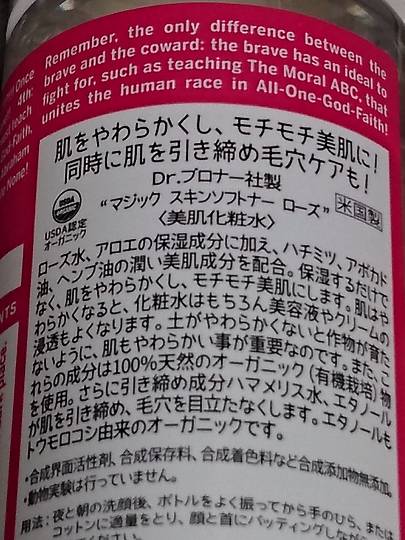 Remember, the only difference between the
brave and the coward: the brave has an ideal to
fight for, such as teaching The Moral ABC, that
unites the human race in All-One-God-Faith!
Once
4th:
肌をやわらかくし、モチモチ美肌に!
同時に肌を引き締め毛穴ケアも!
Dr.ブロナー社製
"マジック スキンソフトナー ローズ"
米国製
〈美肌化粧水〉
USDA
USDA認定
オーガニック
ローズ水、アロエの保湿成分に加え、ハチミツ、アボカド
油、ヘンプ油の潤い美肌成分を配合。保湿するだけで
なく、肌をやわらかくし、モチモチ美肌にします。肌はや
わらかくなると、化粧水はもちろん美容液やクリームの
浸透もよくなります。土がやわらかくないと作物が育た
ないように、肌もやわらかい事が重要なのです。また、こ
れらの成分は100%天然のオーガニック(有機栽培)物
を使用。さらに引き締め成分ハマメリス水、エタノール
が肌を引き締め、毛穴を目立たなくします。エタノールも
トウモロコシ由来のオーガニックです。
・合成界面活性剤、合成保存料、合成着色料など合成添加物無添加。
・動物実験は行っていません。
用法:夜と朝の洗顔後、ボトルをよく振ってから手のひら、または
コットンに適量をとり、顔と首にパッティングしながら